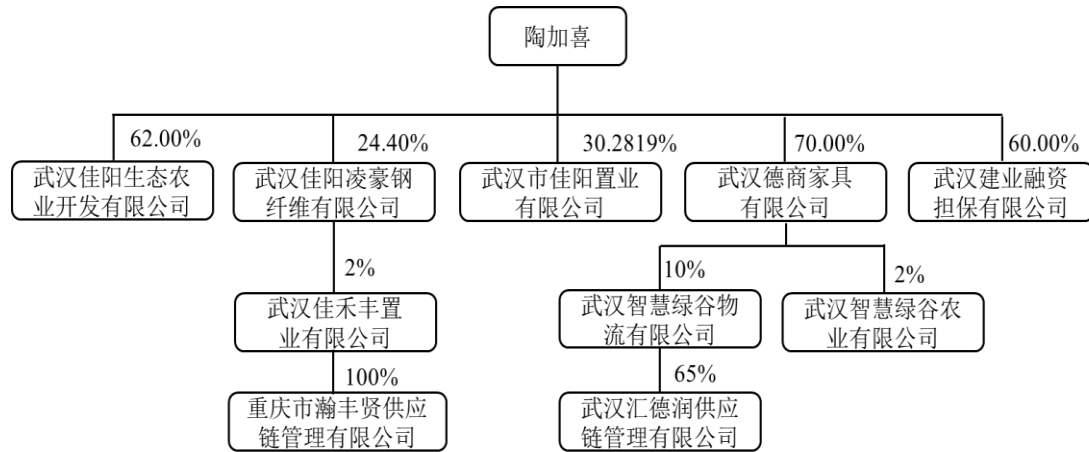 陶加喜
62.00%
24.40%
30.2819%
70.00%
60.00%
武汉佳阳生态农
业开发有限公司
武汉佳阳凌豪钢
纤维有限公司
武汉市佳阳置业
有限公司
武汉德商家具
有限公司
武汉建业融资
担保有限公司
2%
10%
2%
武汉佳禾丰置
业有限公司
武汉智慧绿谷物
流有限公司
武汉智慧绿谷农
业有限公司
100%
65%
重庆市瀚丰贤供应
链管理有限公司
武汉汇德润供应
链管理有限公司